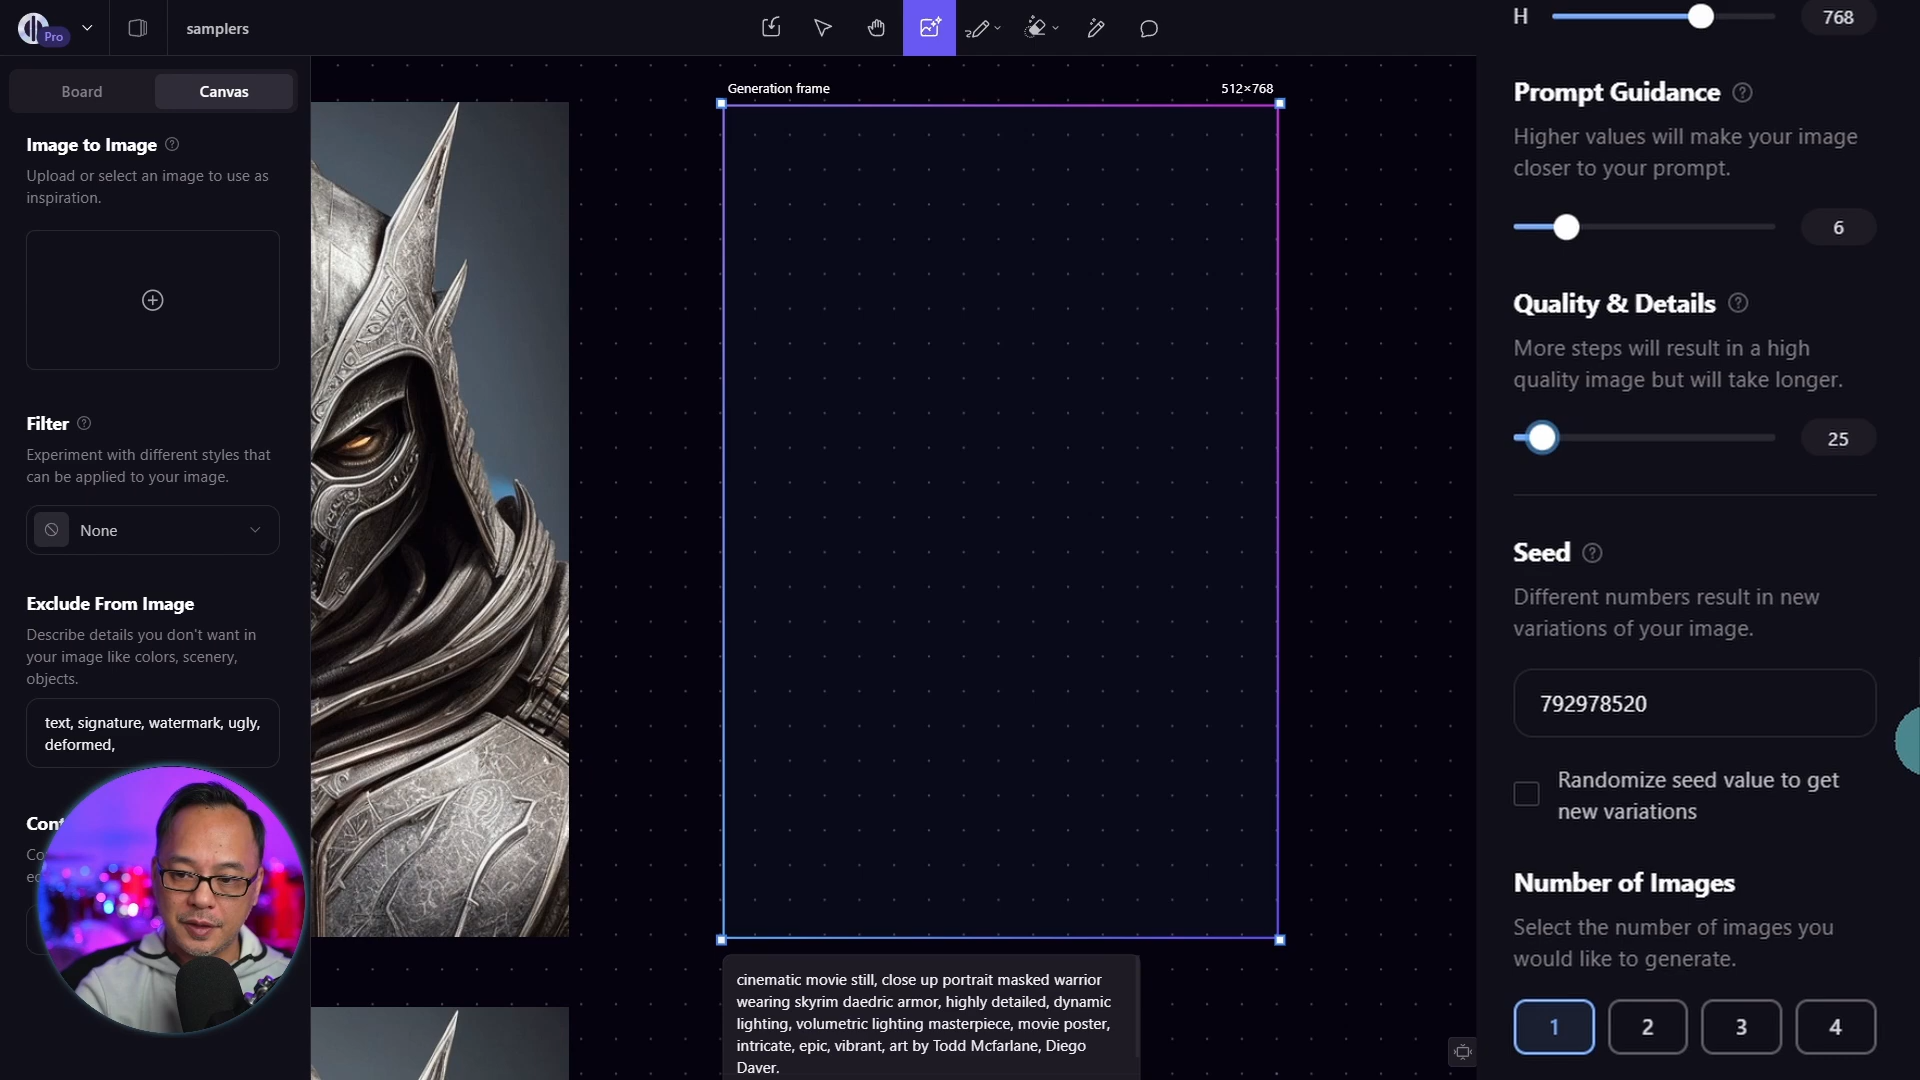 Pro
samplers
Board
Canvas
Image to Image
Upload or select an image to use as
inspiration.
Filter
Experiment with different styles that
can be applied to your image.
None
Exclude From Image
Describe details you don't want in
your image like colors, scenery,
objects.
text, signature, watermark, ugly,
deformed,
Generation frame
512×768
cinematic movie still, close up portrait masked warrior
wearing skyrim daedric armor, highly detailed, dynamic
lighting, volumetric lighting masterpiece, movie poster,
intricate, epic, vibrant, art by Todd Mcfarlane, Diego
Daver.
H
768
Prompt Guidance
Higher values will make your image
closer to your prompt.
6
Quality & Details
More steps will result in a high
quality image but will take longer.
25
Seed
Different numbers result in new
variations of your image.
792978520
Randomize seed value to get
new variations
Number of Images
Select the number of images you
would like to generate.
1
2
3
4